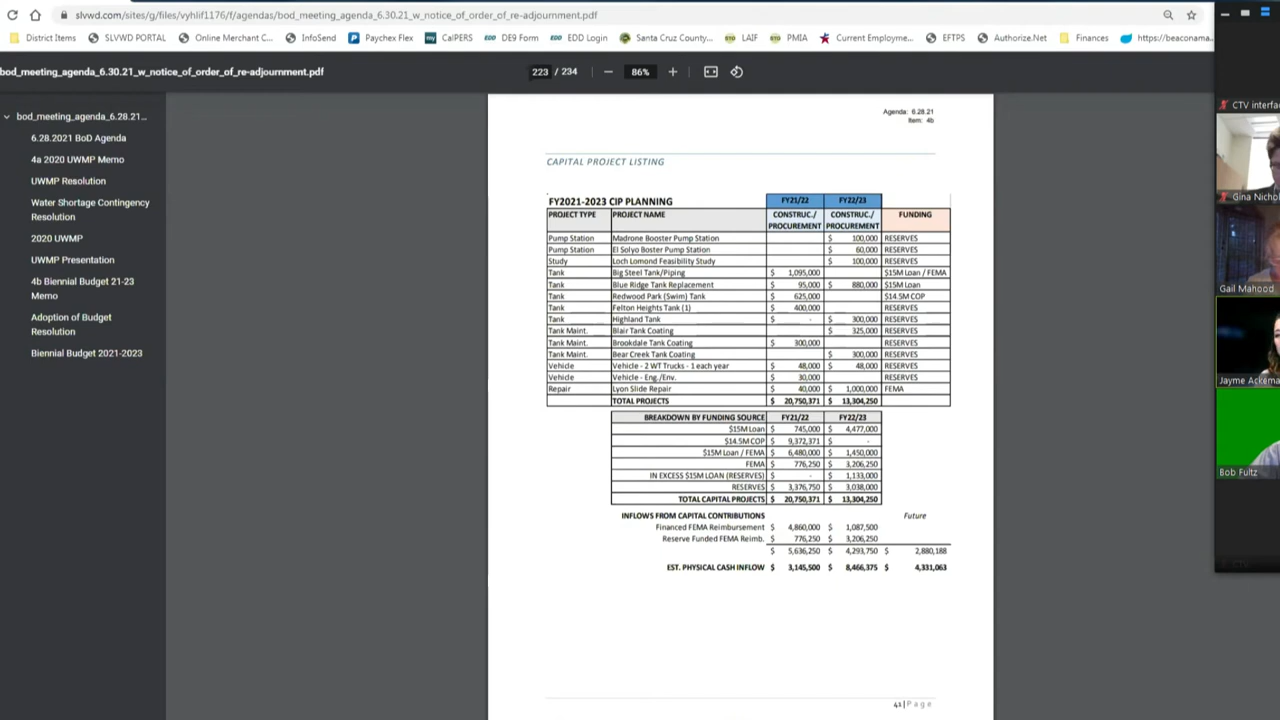 slvwd.com/sites/g/files/vyhlif1176/f/agendas/bod_meeting_agenda_6.30.21_w_notice_of_order_of_re-adjournment.pdf
District Items SLVWD PORTAL Online Merchant C... InfoSend Paychex Flex CalPERS DE9 Form EDD Login Santa Cruz County... LAIF PMIA Current Employme... EFTPS Authorize.Net Finances https://beaconama...
bod_meeting_agenda_6.30.21_w_notice_of_order_of_re-adjournment.pdf 223 / 234 86%
bod_meeting_agenda_6.28.21...
6.28.2021 BoD Agenda
4a 2020 UWMP Memo
UWMP Resolution
Water Shortage Contingency
Resolution
2020 UWMP
UWMP Presentation
4b Biennial Budget 21-23
Memo
Adoption of Budget
Resolution
Biennial Budget 2021-2023
Agenda: 6.28.21
Item: 4b
CAPITAL PROJECT LISTING
FY2021-2023 CIP PLANNING FY21/22 FY22/23
PROJECT TYPE PROJECT NAME CONSTRUC./ PROCUREMENT CONSTRUC./ PROCUREMENT FUNDING
Pump Station Madrone Booster Pump Station $ 100,000 RESERVES
Pump Station El Solyo Boster Pump Station $ 60,000 RESERVES
Study Loch Lomond Feasibility Study $ 100,000 RESERVES
Tank Big Steel Tank/Piping $ 1,095,000 $15M Loan / FEMA
Tank Blue Ridge Tank Replacement $ 95,000 $ 880,000 $15M Loan
Tank Redwood Park (Swim) Tank $ 625,000 $14.5M COP
Tank Felton Heights Tank (1) $ 400,000 RESERVES
Tank Highland Tank $ - $ 300,000 RESERVES
Tank Maint. Blair Tank Coating $ 325,000 RESERVES
Tank Maint. Brookdale Tank Coating $ 300,000 RESERVES
Tank Maint. Bear Creek Tank Coating $ 300,000 RESERVES
Vehicle Vehicle - 2 WT Trucks - 1 each year $ 48,000 $ 48,000 RESERVES
Vehicle Vehicle - Eng./Env. $ 30,000 RESERVES
Repair Lyon Slide Repair $ 40,000 $ 1,000,000 FEMA
TOTAL PROJECTS $ 20,750,371 $ 13,304,250
BREAKDOWN BY FUNDING SOURCE FY21/22 FY22/23
$15M Loan $ 745,000 $ 4,477,000
$14.5M COP $ 9,372,371 $ -
$15M Loan / FEMA $ 6,480,000 $ 1,450,000
FEMA $ 776,250 $ 3,206,250
IN EXCESS $15M LOAN (RESERVES) $ - $ 1,133,000
RESERVES $ 3,376,750 $ 3,038,000
TOTAL CAPITAL PROJECTS $ 20,750,371 $ 13,304,250
INFLOWS FROM CAPITAL CONTRIBUTIONS Future
Financed FEMA Reimbursement $ 4,860,000 $ 1,087,500
Reserve Funded FEMA Reimb. $ 776,250 $ 3,206,250
$ 5,636,250 $ 4,293,750 $ 2,880,188
EST. PHYSICAL CASH INFLOW $ 3,145,500 $ 8,466,375 $ 4,331,063
41 | Page
CTV interfa
Gina Nichol
Gail Mahood
Jayme Ackema
Bob Fultz